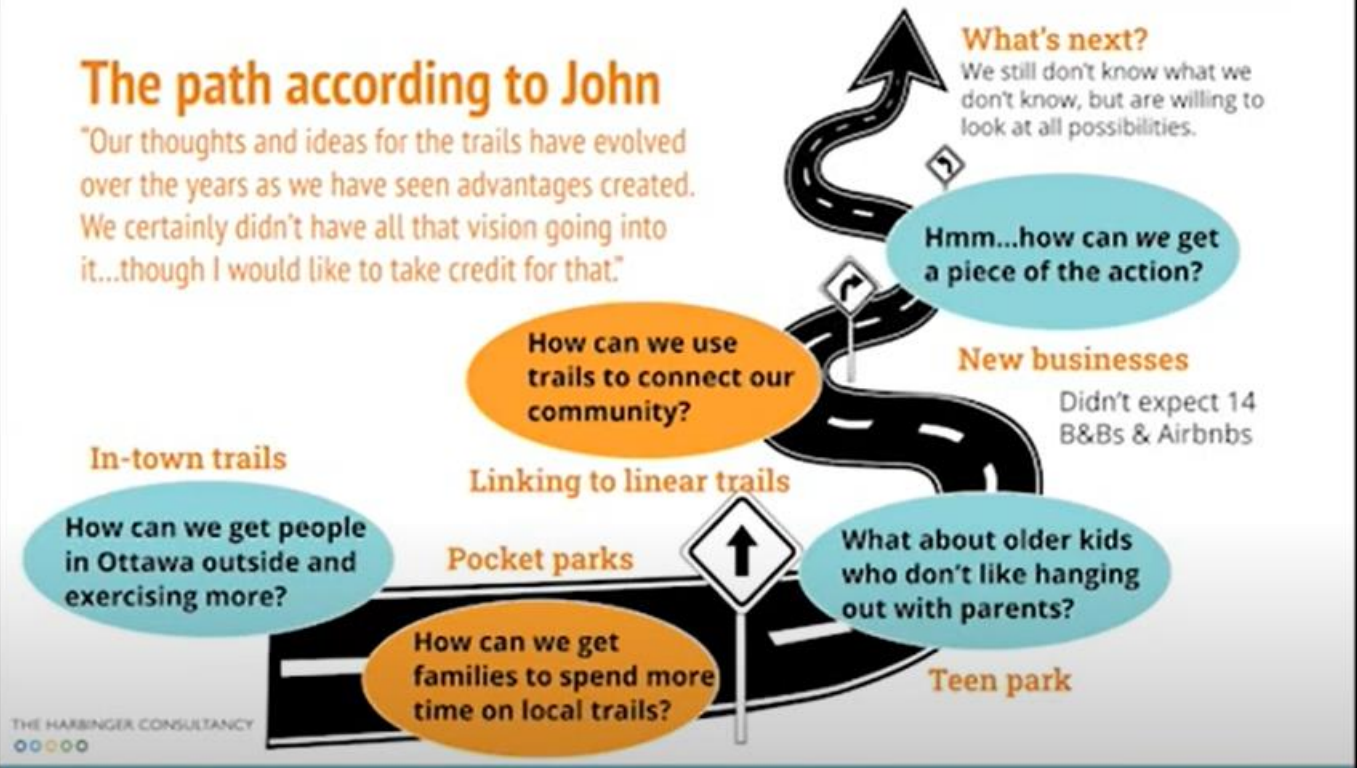 The path according to John
"Our thoughts and ideas for the trails have evolved
over the years as we have seen advantages created.
We certainly didn't have all that vision going into
it...though I would like to take credit for that."
What's next?
We still don't know what we
don't know, but are willing to
look at all possibilities.
Hmm...how can we get
a piece of the action?
New businesses
Didn't expect 14
B&Bs & Airbnbs
How can we use
trails to connect our
community?
Linking to linear trails
In-town trails
How can we get people
in Ottawa outside and
exercising more?
Pocket parks
How can we get
families to spend more
time on local trails?
What about older kids
who don't like hanging
out with parents?
Teen park
THE HARBINGER CONSULTANCY